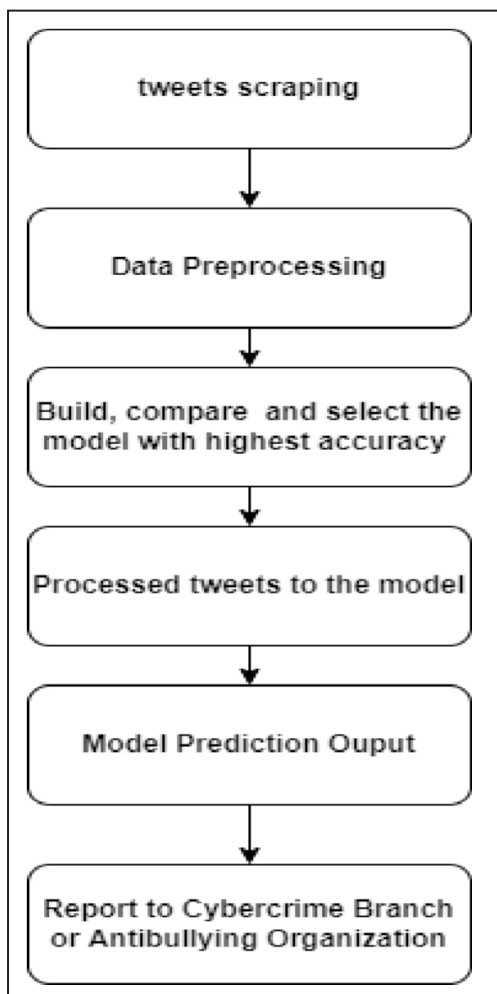 tweets scraping
Data Preprocessing
Build, compare and select the
model with highest accuracy
Processed tweets to the model
Model Prediction Ouput
Report to Cybercrime Branch
or Antibullying Organization